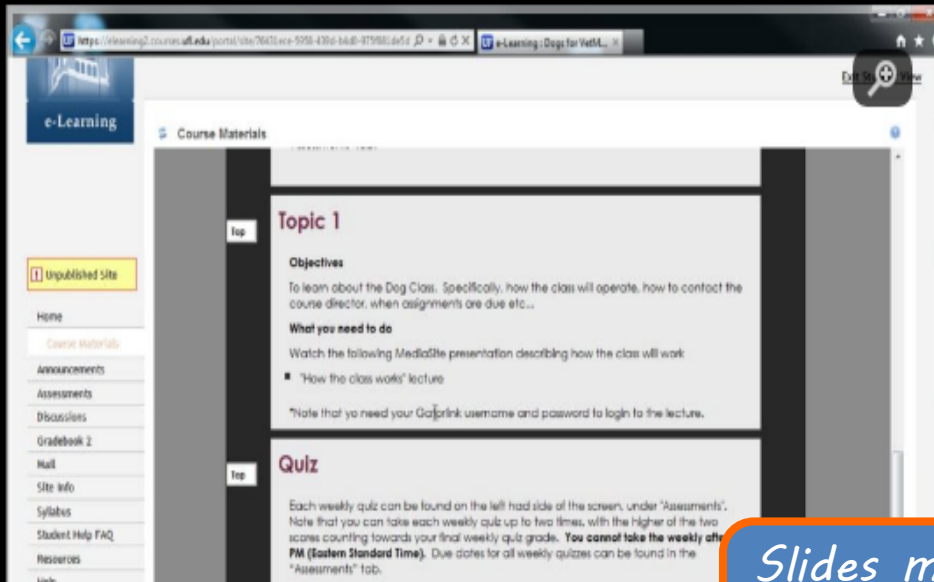 e-Learning : Dogs for VetM...
e-Learning
Course Materials
Top
Topic 1
Objectives
To learn about the Dog Class. Specifically, how the class will operate, how to contact the
course director, when assignments are due etc...
What you need to do
Watch the following MediaSite presentation describing how the class will work
"How the class works" lecture
*Note that yo need your Gatorlink username and password to login to the lecture.
Unpublished Site
Home
Course Materials
Announcements
Assessments
Discussions
Gradebook 2
Mail
Site Info
Syllabus
Student Help FAQ
Resources
Help
Top
Quiz
Each weekly quiz can be found on the left had side of the screen, under "Assessments".
Note that you can take each weekly quiz up to two times, with the higher of the two
scores counting towards your final weekly quiz grade. You cannot take the weekly afte
PM (Eastern Standard Time). Due dates for all weekly quizzes can be found in the
"Assessments" tab.
Slides m